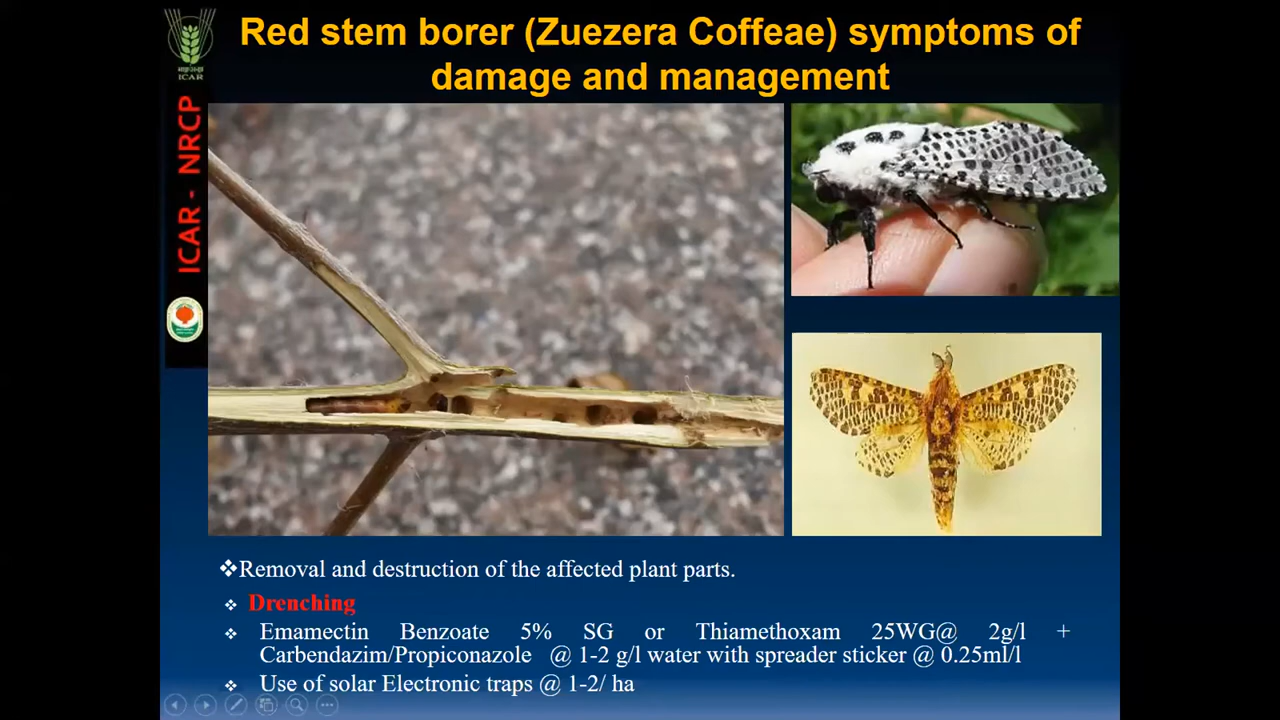 Red stem borer (Zuezera Coffeae) symptoms of
damage and management
ICAR
ICAR - NRCP
❖Removal and destruction of the affected plant parts.
❖ Drenching
❖ Emamectin Benzoate 5% SG or Thiamethoxam 25WG@ 2g/l +
Carbendazim/Propiconazole @ 1-2 g/l water with spreader sticker @ 0.25ml/l
❖ Use of solar Electronic traps @ 1-2/ ha